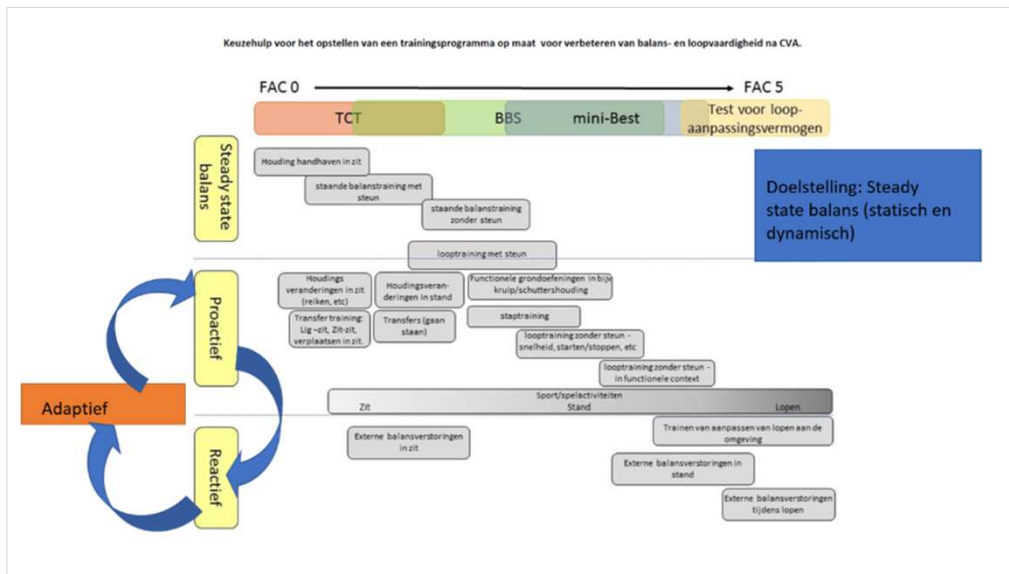 Keuzehulp voor het opstellen van een trainingsprogramma op maat voor verbeteren van balans- en loopvaardigheid na CVA.
FAC 0
FAC 5
TCT
BBS
mini-Best
Test voor loop-
aanpassingsvermogen
Steady state
balans
Houding handhaven in zit
staande balanstraining met
steun
staande balanstraining
zonder steun
looptraining met steun
Doelstelling: Steady
state balans (statisch en
dynamisch)
Proactief
Houdings
veranderingen in zit
(reiken, etc)
Houdingsveran-
deringen in stand
Functionele grondoefeningen in bijv
kruip/schuttershouding
Transfer training:
Lig –zit, Zit-zit,
verplaatsen in zit.
Transfers (gaan
staan)
staptraining
looptraining zonder steun -
snelheid, starten/stoppen, etc
looptraining zonder steun -
in functionele context
Adaptief
Sport/spelactiviteiten
Zit
Stand
Lopen
Reactief
Externe balansverstoringen
in zit
Trainen van aanpassen van lopen aan de
omgeving
Externe balansverstoringen in
stand
Externe balansverstoringen
tijdens lopen